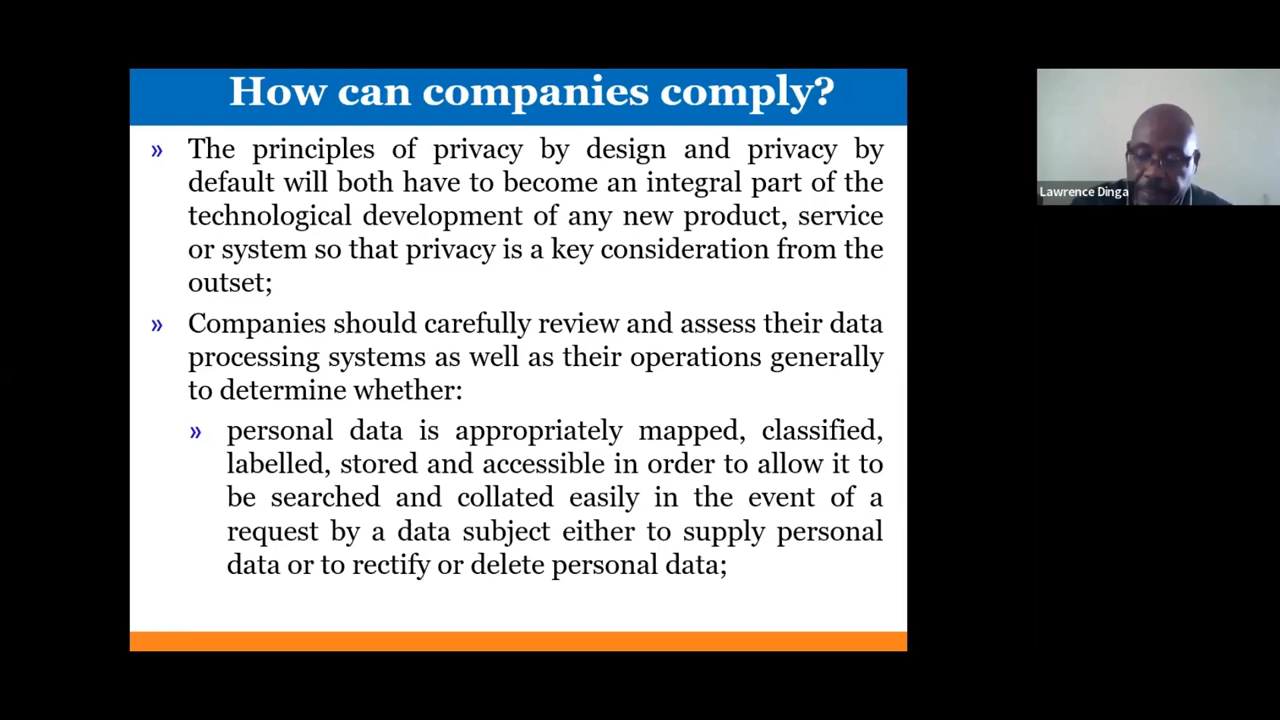 How can companies comply?
» The principles of privacy by design and privacy by
default will both have to become an integral part of the
technological development of any new product, service
or system so that privacy is a key consideration from the
outset;
» Companies should carefully review and assess their data
processing systems as well as their operations generally
to determine whether:
» personal data is appropriately mapped, classified,
labelled, stored and accessible in order to allow it to
be searched and collated easily in the event of a
request by a data subject either to supply personal
data or to rectify or delete personal data;
Lawrence Dinga